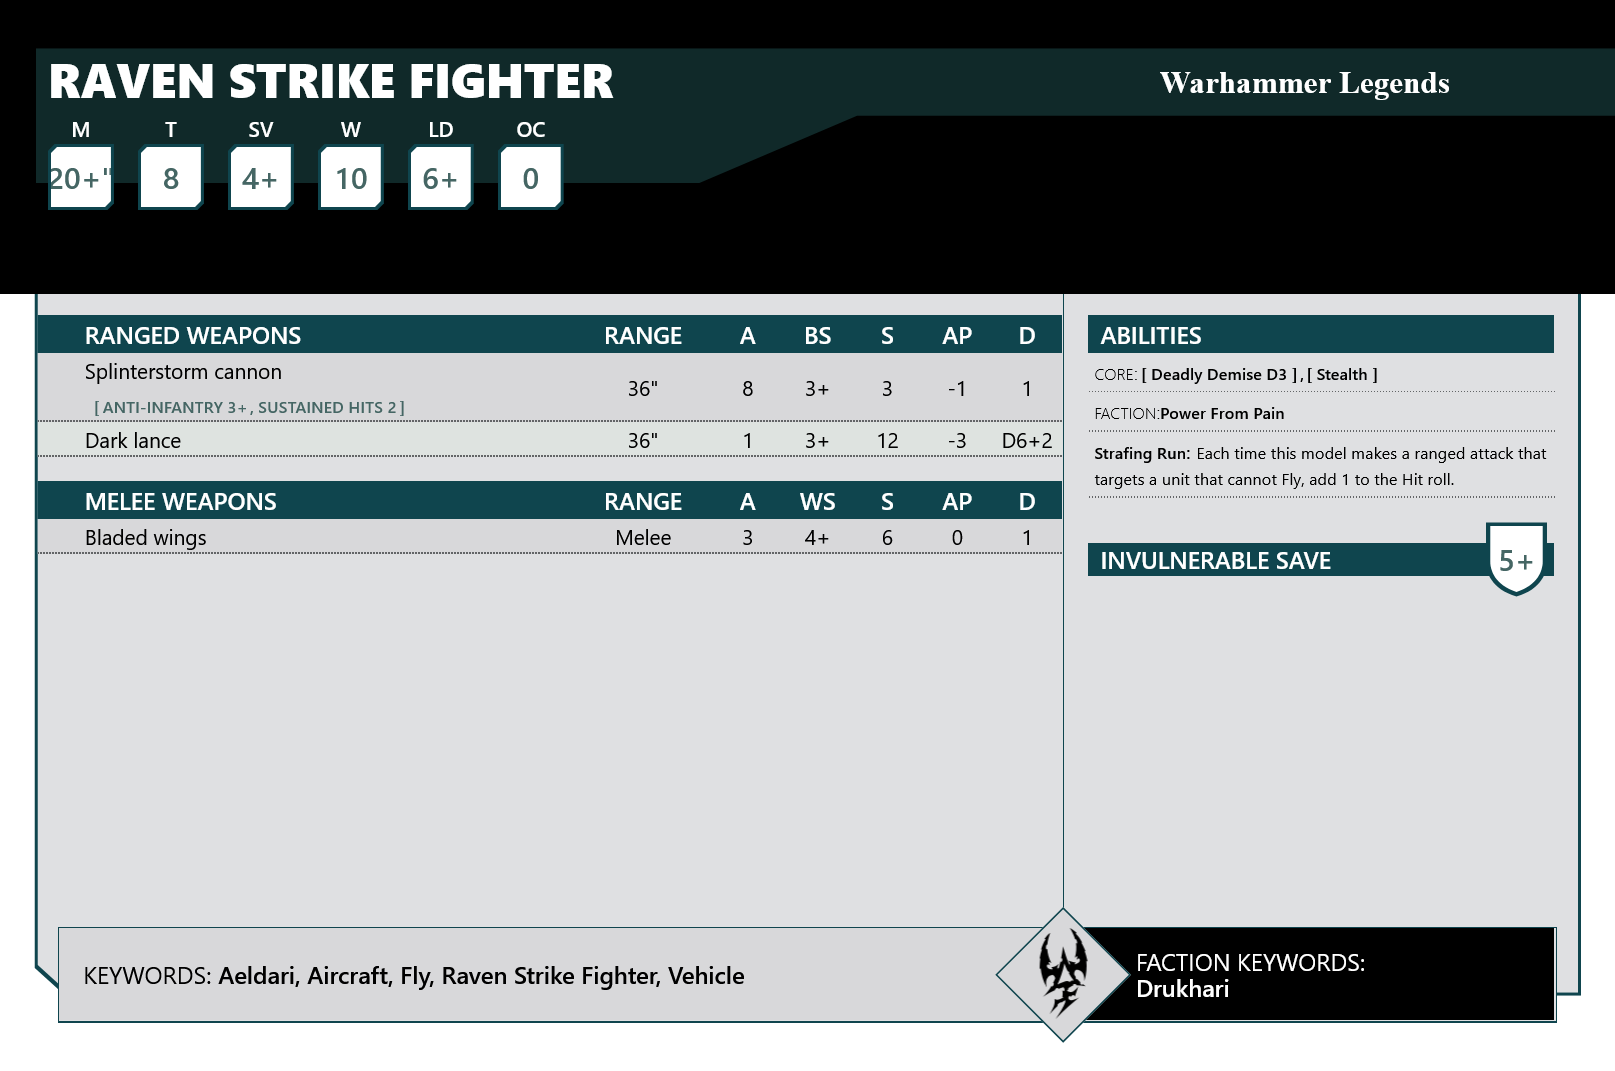 RAVEN STRIKE FIGHTER
Warhammer Legends
M T SV W LD OC
20+" 8 4+ 10 6+ 0
RANGED WEAPONS RANGE A BS S AP D
Splinterstorm cannon 36" 8 3+ 3 -1 1
[ ANTI-INFANTRY 3+ , SUSTAINED HITS 2 ]
Dark lance 36" 1 3+ 12 -3 D6+2
MELEE WEAPONS RANGE A WS S AP D
Bladed wings Melee 3 4+ 6 0 1
ABILITIES
CORE: [ Deadly Demise D3 ] , [ Stealth ]
FACTION:Power From Pain
Strafing Run: Each time this model makes a ranged attack that
targets a unit that cannot Fly, add 1 to the Hit roll.
INVULNERABLE SAVE 5+
KEYWORDS: Aeldari, Aircraft, Fly, Raven Strike Fighter, Vehicle
FACTION KEYWORDS:
Drukhari